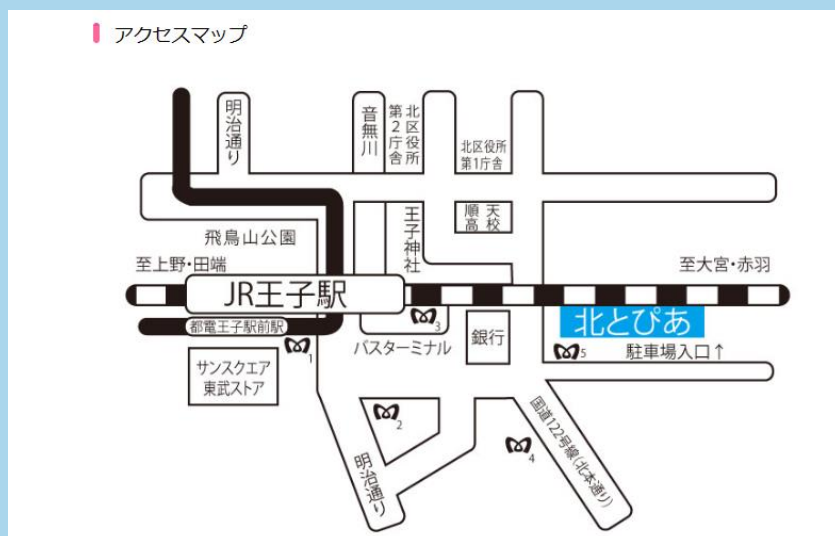 アクセスマップ
明治通り
音無川
北区役所
第2庁舎
北区役所
第1庁舎
飛鳥山公園
王子神社
順天
高校
至上野・田端
至大宮・赤羽
JR王子駅
北とぴあ
都電王子駅前駅
3
1
バスターミナル
銀行
5
駐車場入口↑
サンスクエア
東武ストア
2
4
明治通り
国道122号線(北本通り)